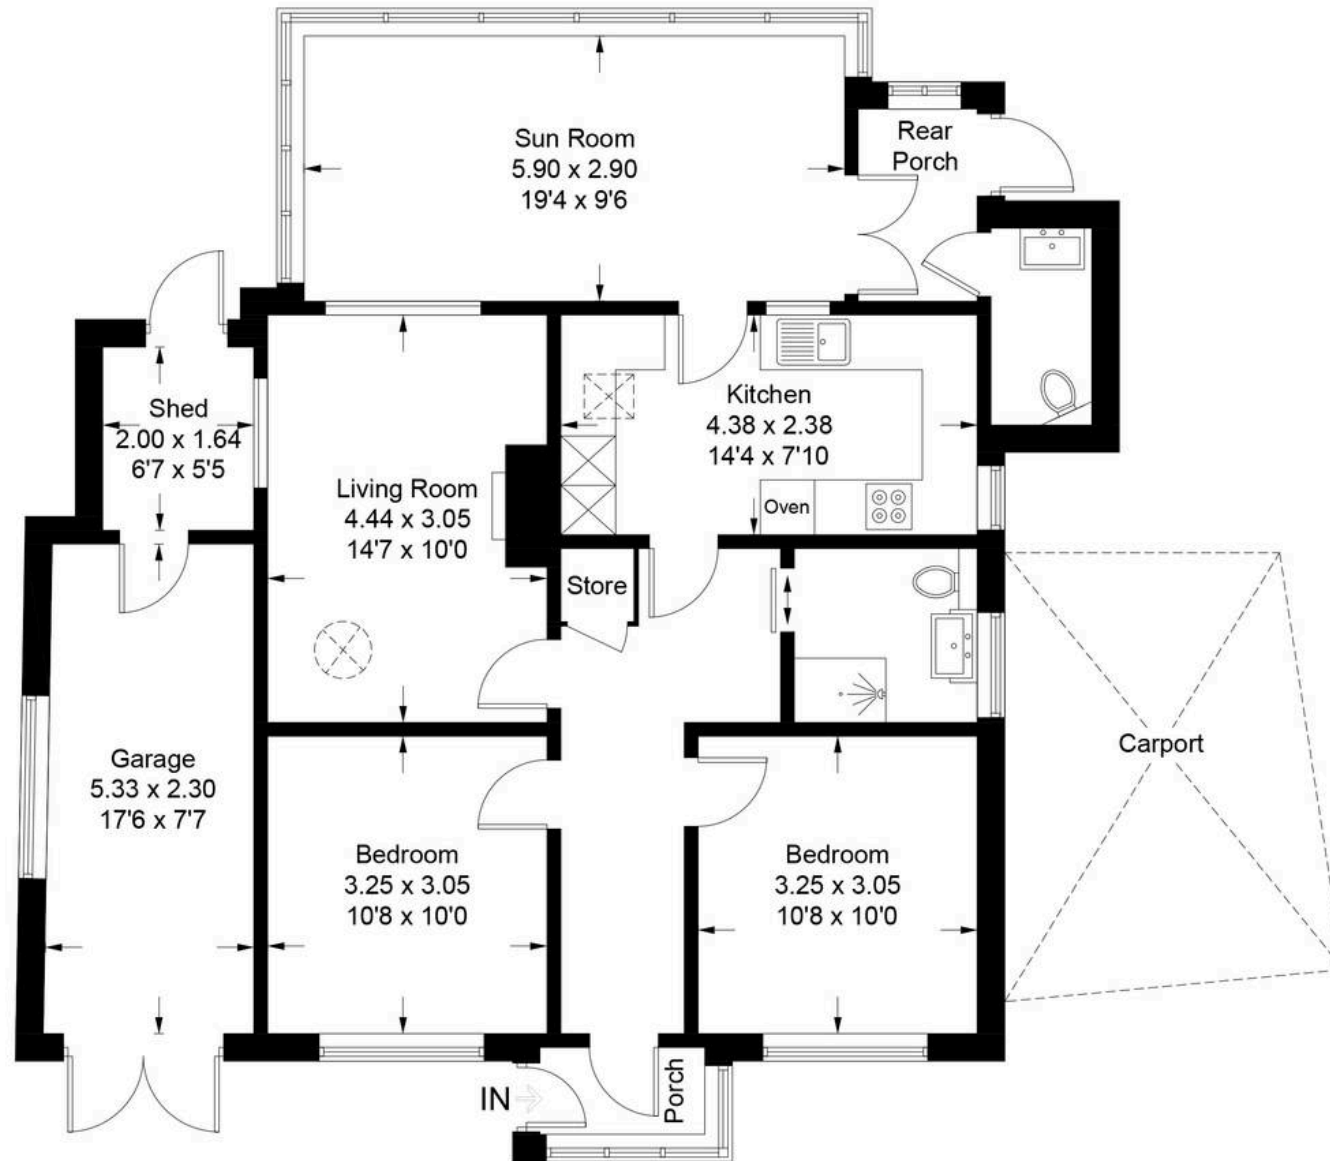 Sun Room
5.90 x 2.90
19'4 x 9'6
Rear
Porch
Shed
2.00 x 1.64
6'7 x 5'5
Living Room
4.44 x 3.05
14'7 x 10'0
Kitchen
4.38 x 2.38
14'4 x 7'10
Oven
Store
Garage
5.33 x 2.30
17'6 x 7'7
Bedroom
3.25 x 3.05
10'8 x 10'0
Bedroom
3.25 x 3.05
10'8 x 10'0
Carport
IN
Porch